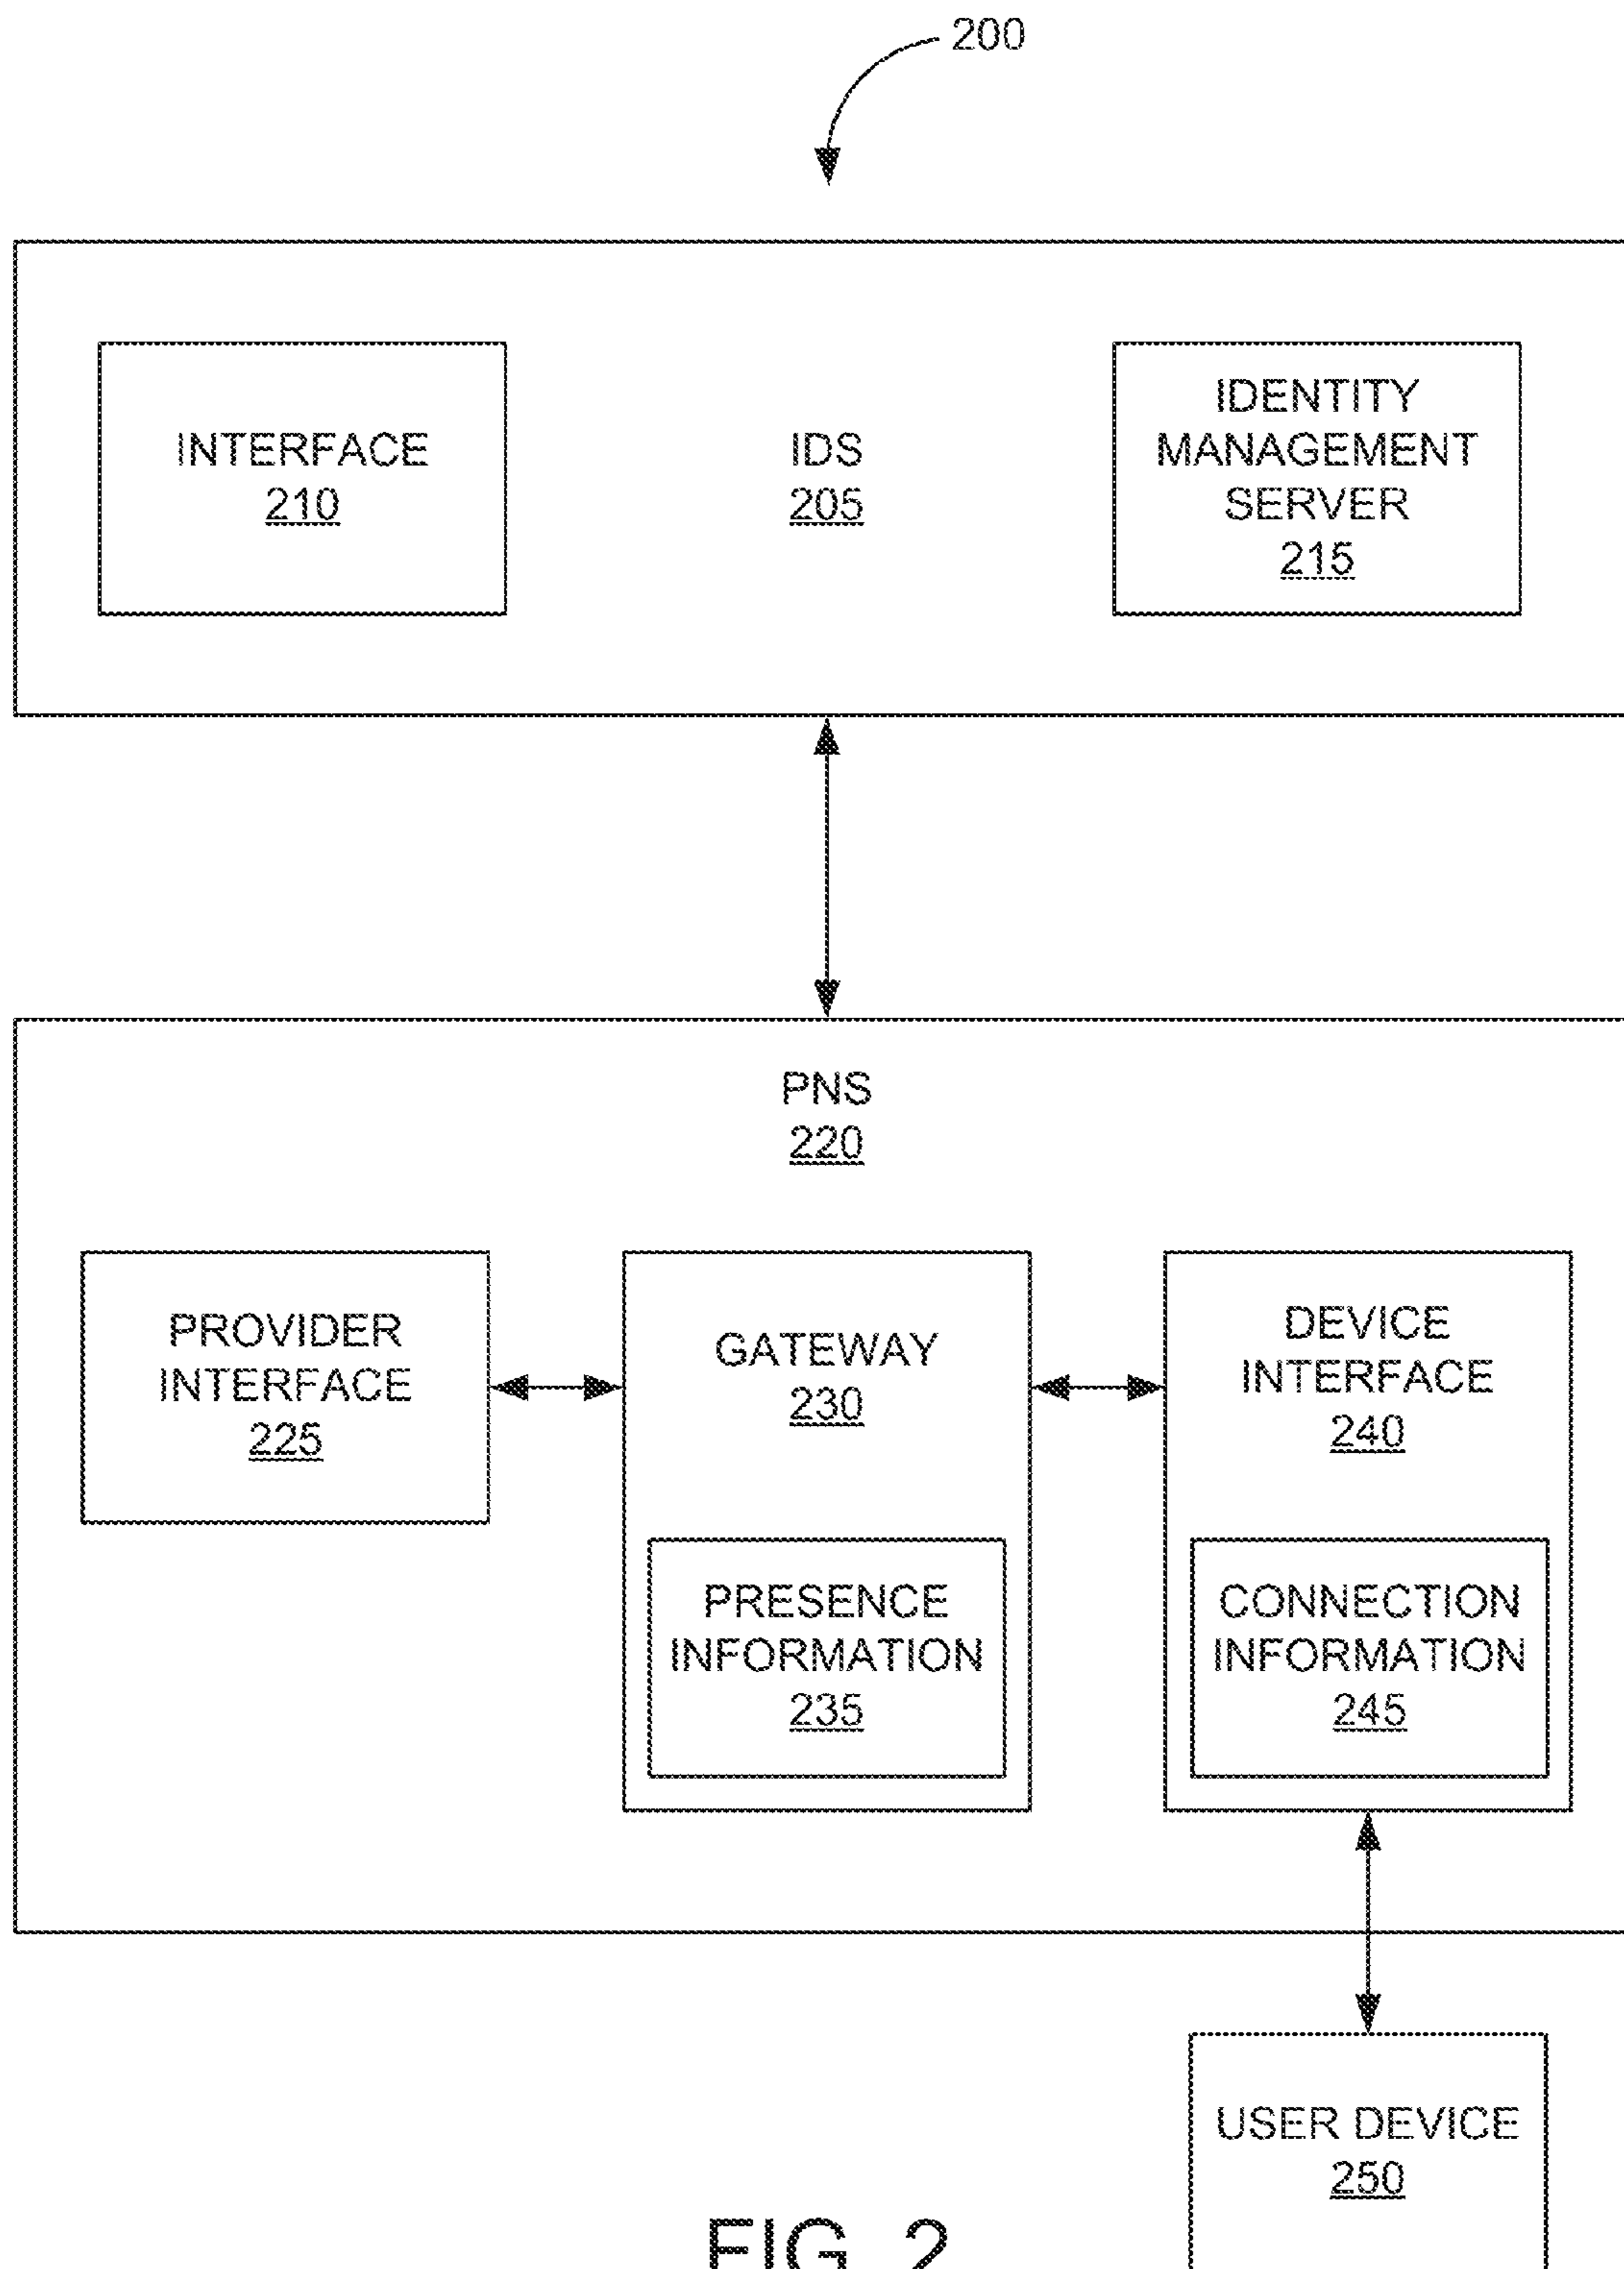 200
INTERFACE
210
IDS
205
IDENTITY
MANAGEMENT
SERVER
215
PNS
220
PROVIDER
INTERFACE
225
GATEWAY
230
PRESENCE
INFORMATION
235
DEVICE
INTERFACE
240
CONNECTION
INFORMATION
245
USER DEVICE
250
FIG. 2